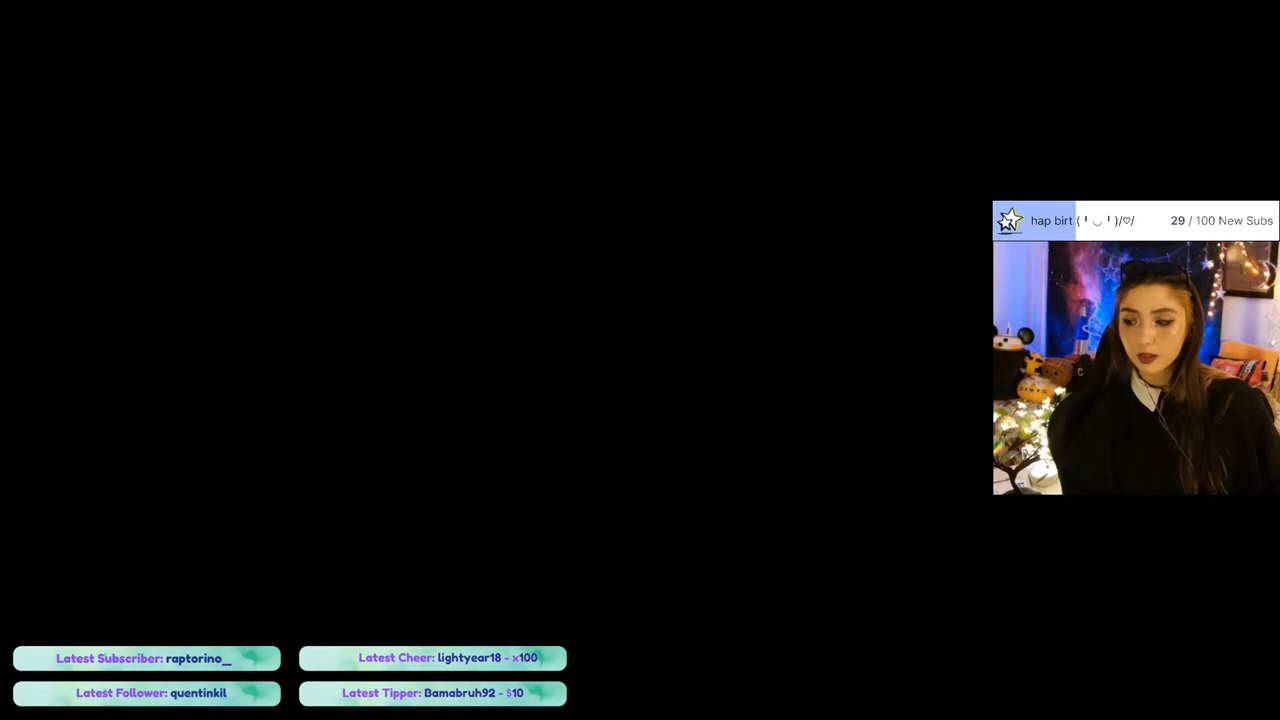 hap birt (╹◡╹)/♡/ 29 / 100 New Subs
Latest Subscriber: raptorino_
Latest Cheer: lightyear18 - x100
Latest Follower: quentinkil
Latest Tipper: Bamabruh92 - $10